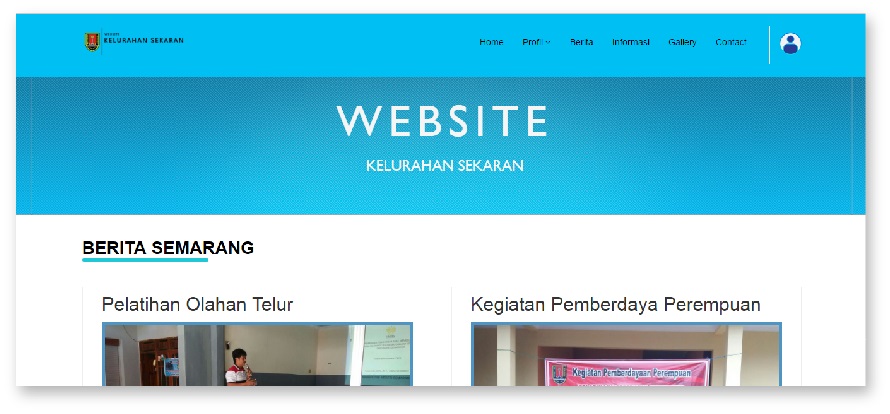 KELURAHAN SEKARAN
Home Profil Berita Informasi Gallery Contact
WEBSITE
KELURAHAN SEKARAN
BERITA SEMARANG
Pelatihan Olahan Telur
Kegiatan Pemberdaya Perempuan
Kegiatan Pemberdayaan Perempuan